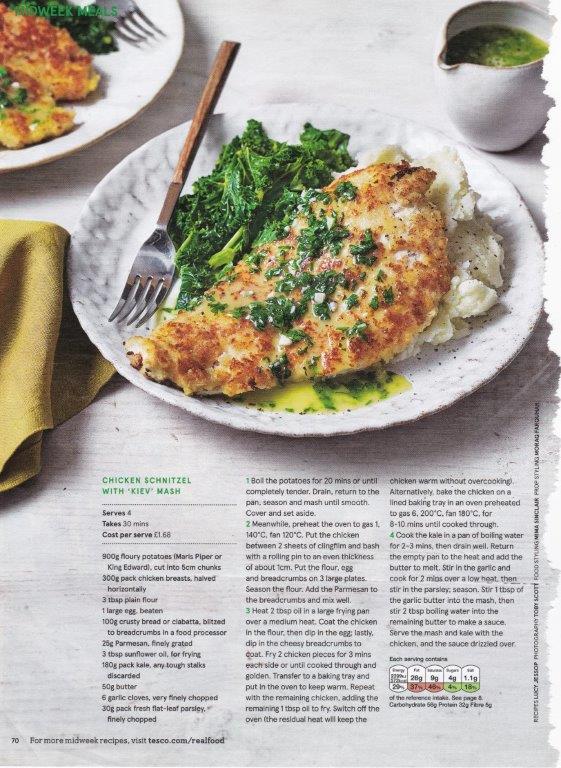 MIDWEEK MEALS
CHICKEN SCHNITZEL
WITH 'KIEV' MASH
Serves 4
Takes 30 mins
Cost per serve £1.68
900g floury potatoes (Maris Piper or
King Edward), cut into 5cm chunks
300g pack chicken breasts, halved
horizontally
3 tbsp plain flour
1 large egg, beaten
100g crusty bread or ciabatta, blitzed
to breadcrumbs in a food processor
25g Parmesan, finely grated
3 tbsp sunflower oil, for frying
180g pack kale, any tough stalks
discarded
50g butter
6 garlic cloves, very finely chopped
30g pack fresh flat-leaf parsley,
finely chopped
1 Boil the potatoes for 20 mins or until
completely tender. Drain, return to the
pan, season and mash until smooth.
Cover and set aside.
2 Meanwhile, preheat the oven to gas 1,
140°C, fan 120°C. Put the chicken
between 2 sheets of clingfilm and bash
with a rolling pin to an even thickness
of about 1cm. Put the flour, egg
and breadcrumbs on 3 large plates.
Season the flour. Add the Parmesan to
the breadcrumbs and mix well.
3 Heat 2 tbsp oil in a large frying pan
over a medium heat. Coat the chicken
in the flour, then dip in the egg; lastly,
dip in the cheesy breadcrumbs to
coat. Fry 2 chicken pieces for 3 mins
each side or until cooked through and
golden. Transfer to a baking tray and
put in the oven to keep warm. Repeat
with the remaining chicken, adding the
remaining 1 tbsp oil to fry. Switch off the
oven (the residual heat will keep the
chicken warm without overcooking).
Alternatively, bake the chicken on a
lined baking tray in an oven preheated
to gas 6, 200°C, fan 180°C, for
8-10 mins until cooked through.
4 Cook the kale in a pan of boiling water
for 2-3 mins, then drain well. Return
the empty pan to the heat and add the
butter to melt. Stir in the garlic and
cook for 2 mins over a low heat, then
stir in the parsley; season. Stir 1 tbsp of
the garlic butter into the mash, then
stir 2 tbsp boiling water into the
remaining butter to make a sauce.
Serve the mash and kale with the
chicken, and the sauce drizzled over.
Each serving contains
Energy Fat Saturates Sugars Salt
28g 9g 4g 1.1g
29% 37% 46% 4% 18%
of the reference intake. See page 8.
Carbohydrate 56g Protein 32g Fibre 5g
RECIPES LUCY JESSOP PHOTOGRAPHY TOBY SCOTT FOOD STYLING MINA SINCLAIR PROP STYLING MORAG FARQUHAR
70 For more midweek recipes, visit tesco.com/realfood